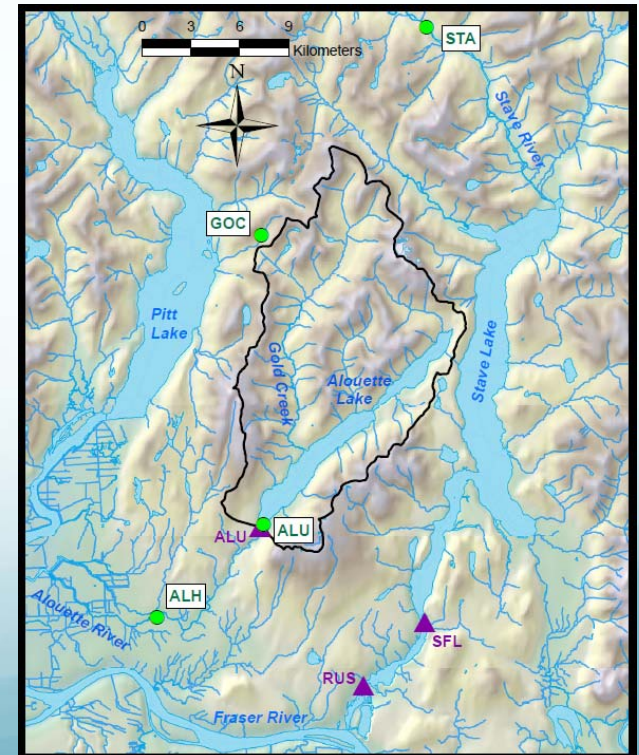 0 3 6 9
Kilometers
N
STA
Stave River
GOC
Pitt
Lake
Gold Creek
Alouette
Lake
Stave Lake
ALU
ALU
ALH
Alouette River
SFL
RUS
Fraser River